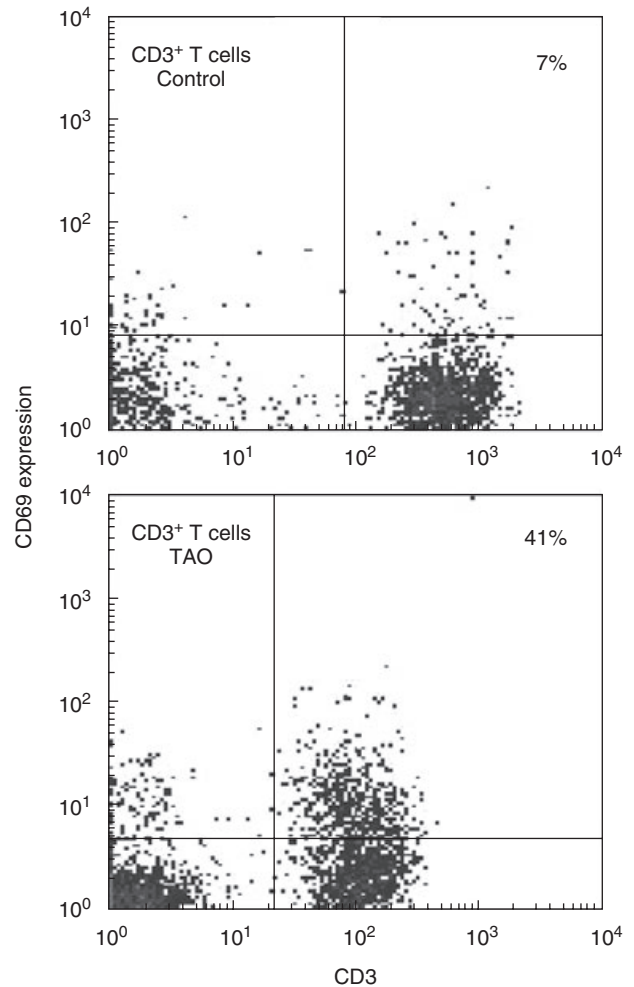 CD69 expression
10⁴
10³
10²
10¹
10⁰
CD3⁺ T cells
Control
7%
10⁰ 10¹ 10² 10³ 10⁴
10⁴
10³
10²
10¹
10⁰
CD3⁺ T cells
TAO
41%
10⁰ 10¹ 10² 10³ 10⁴
CD3